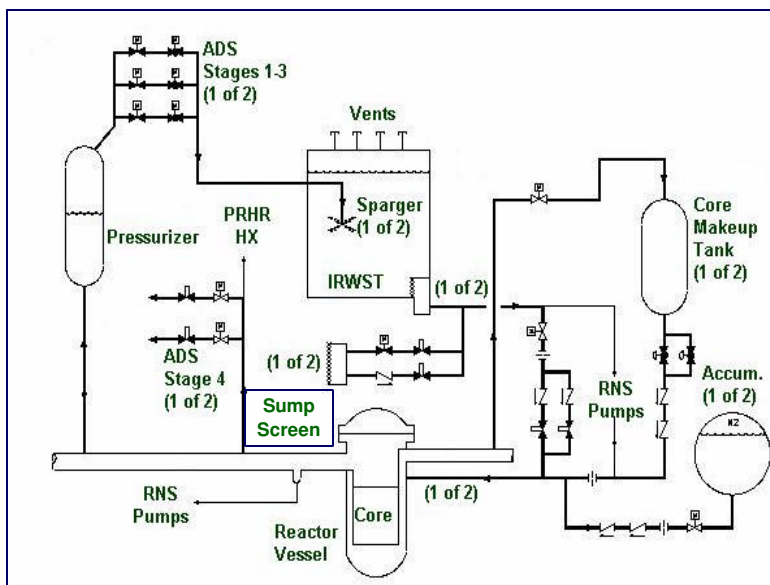 ADS
Stages 1-3
(1 of 2)
Vents
Pressurizer
PRHR
HX
Sparger
(1 of 2)
IRWST
(1 of 2)
Core
Makeup
Tank
(1 of 2)
ADS
Stage 4
(1 of 2)
(1 of 2)
Sump
Screen
RNS
Pumps
Accum.
(1 of 2)
N2
RNS
Pumps
Reactor
Vessel
Core
(1 of 2)
M
M
M
M
M
M
M
M
M
M
M
M